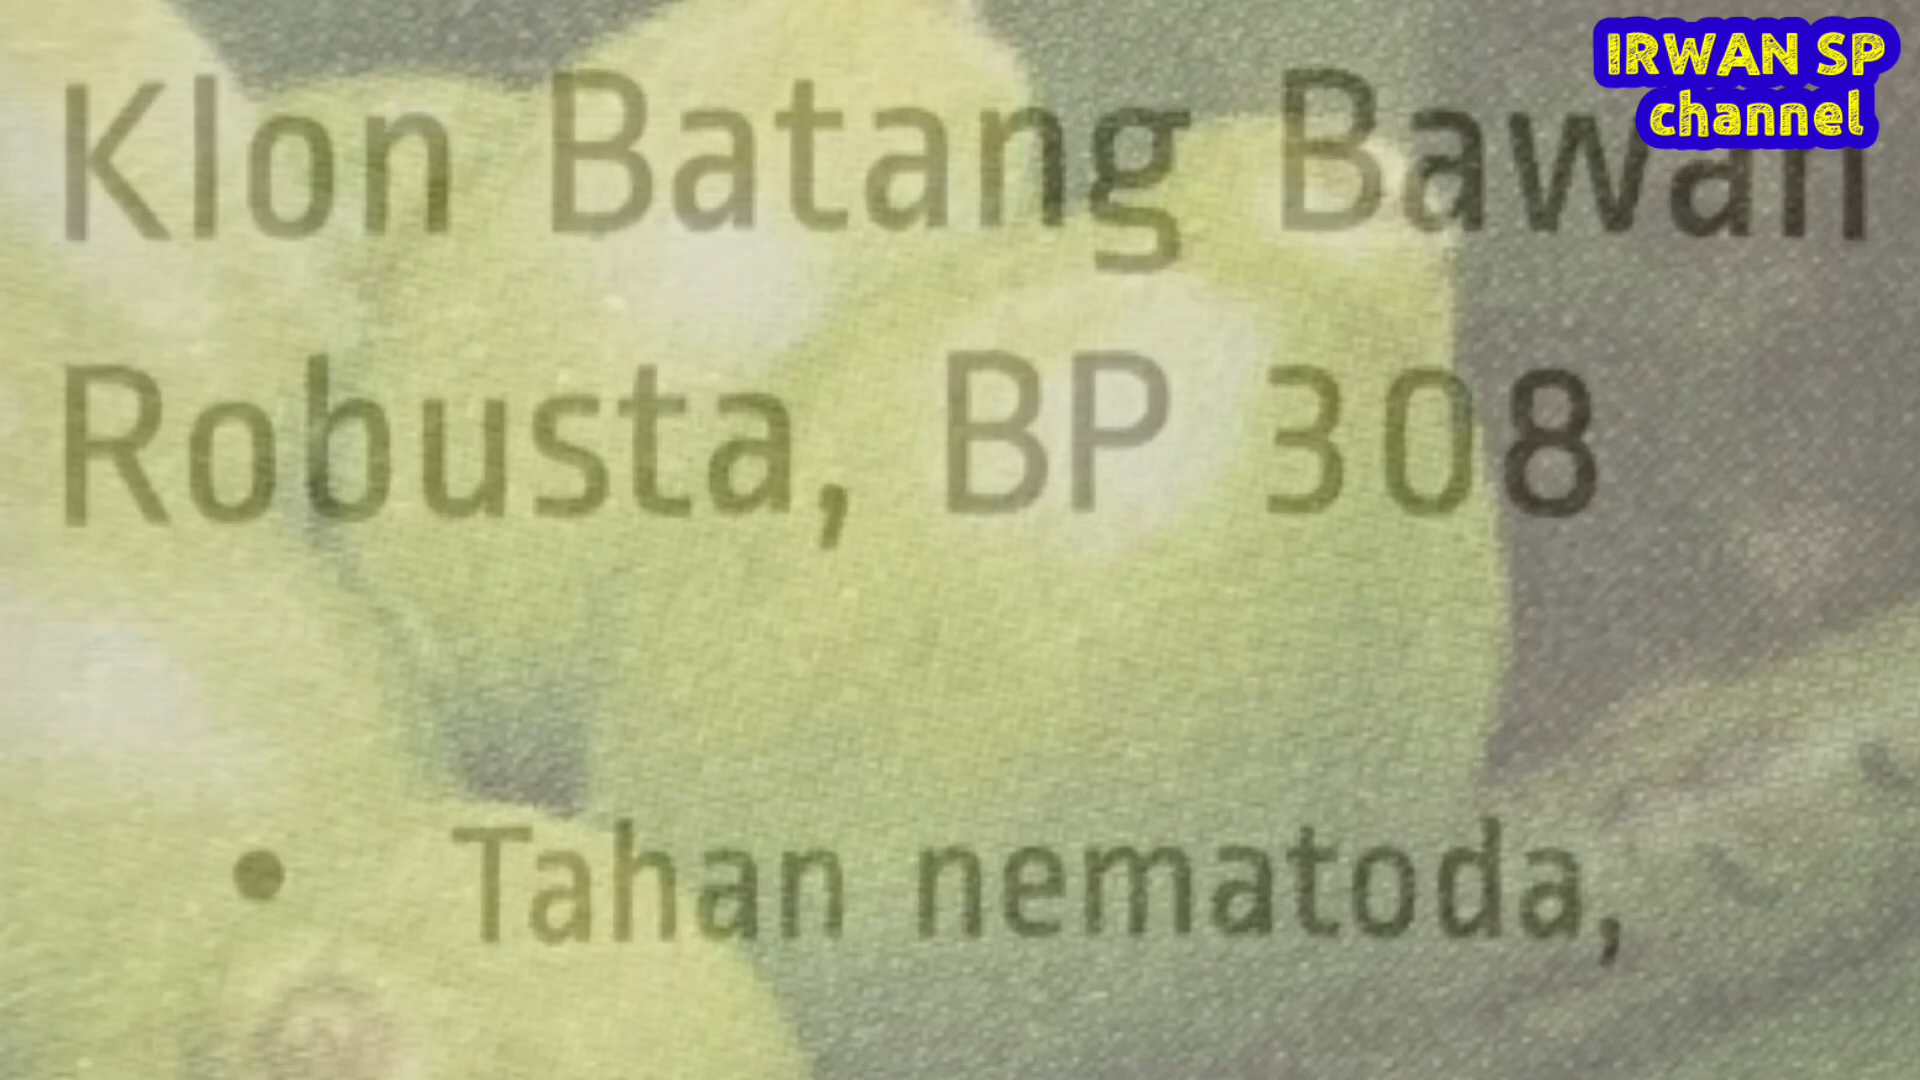 IRWAN SP
channel
Klon Batang Bawah
Robusta, BP 308
• Tahan nematoda,